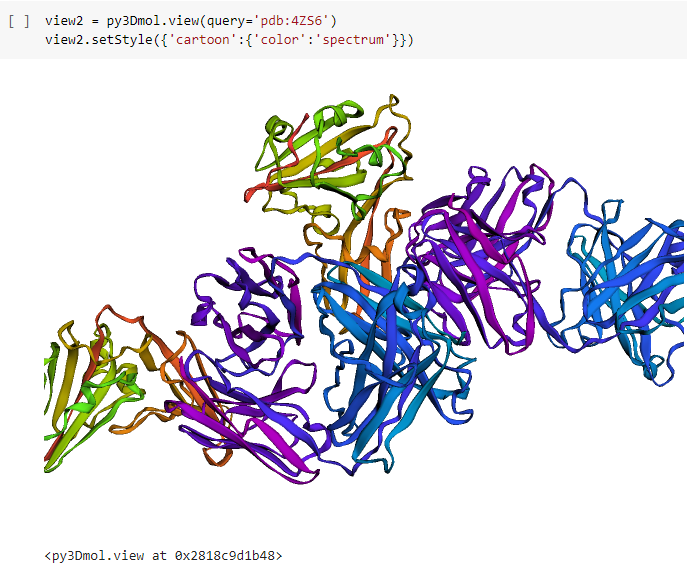 [ ] view2 = py3Dmol.view(query='pdb:4ZS6')
view2.setStyle({'cartoon':{'color':'spectrum'}})
<py3Dmol.view at 0x2818c9d1b48>